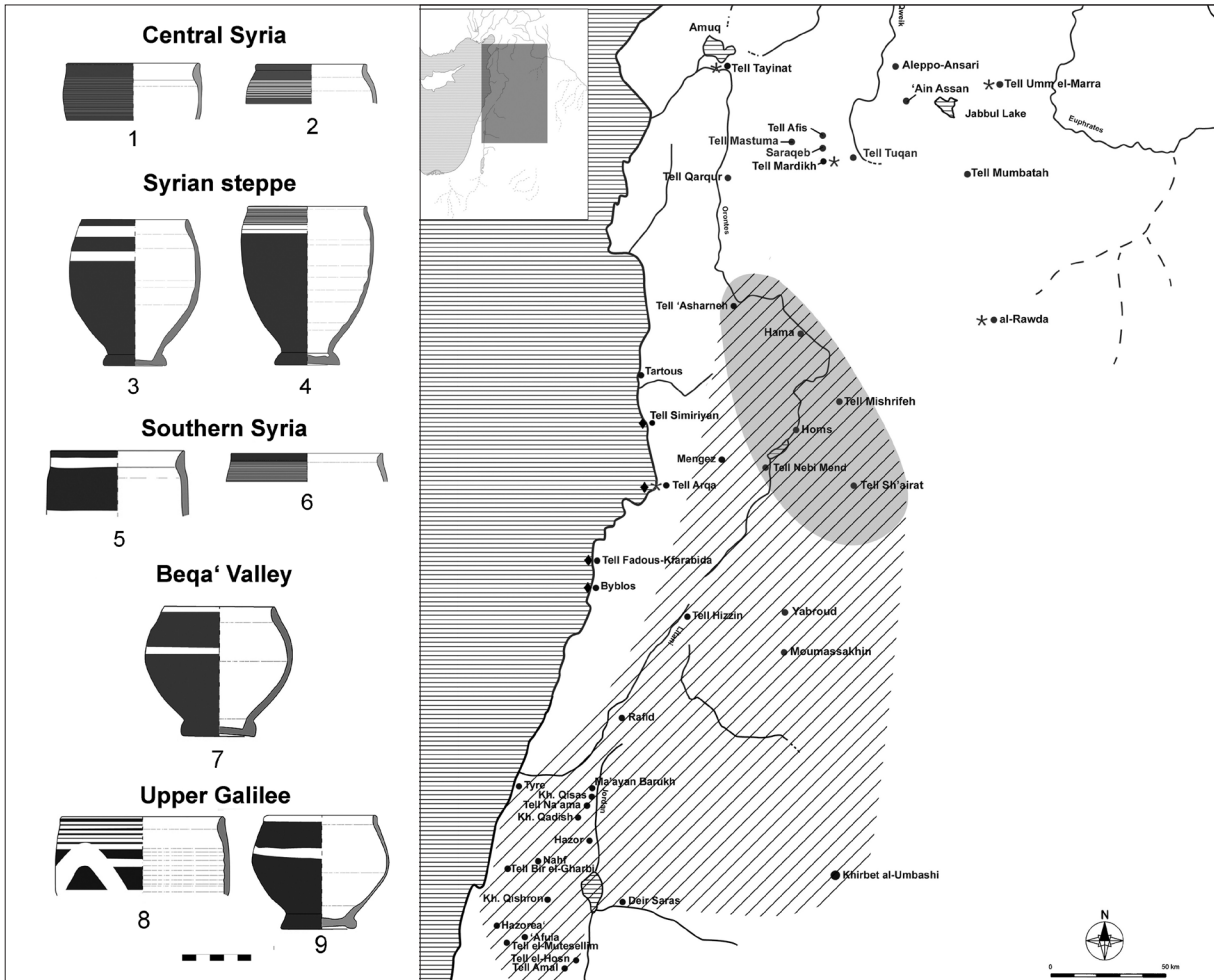 Central Syria
1
2
Syrian steppe
3
4
Southern Syria
5
6
Beqa‘ Valley
7
Upper Galilee
8
9
Amuq
Tell Tayinat
Qweik
Aleppo-Ansari
‘Ain Assan
Tell Umm el-Marra
Jabbul Lake
Euphrates
Tell Afis
Tell Mastuma
Saraqeb
Tell Mardikh
Tell Tuqan
Tell Qarqur
Tell Mumbatah
Orontes
Tell ‘Asharneh
Hama
al-Rawda
Tartous
Tell Mishrifeh
Tell Simiriyan
Homs
Mengez
Tell Nebi Mend
Tell Arqa
Tell Sh’airat
Tell Fadous-Kfarabida
Byblos
Tell Hizzin
Yabroud
Litani
Moumassakhin
Rafid
Tyre
Ma’ayan Barukh
Kh. Qisas
Tell Na’ama
Jordan
Kh. Qadish
Hazor
Nahf
Tell Bir el-Gharbi
Khirbet al-Umbashi
Kh. Qishron
Deir Saras
Hazorea‘
‘Afula
Tell el-Mutesellim
Tell el-Hosn
Tell Amal
N
0
50 km